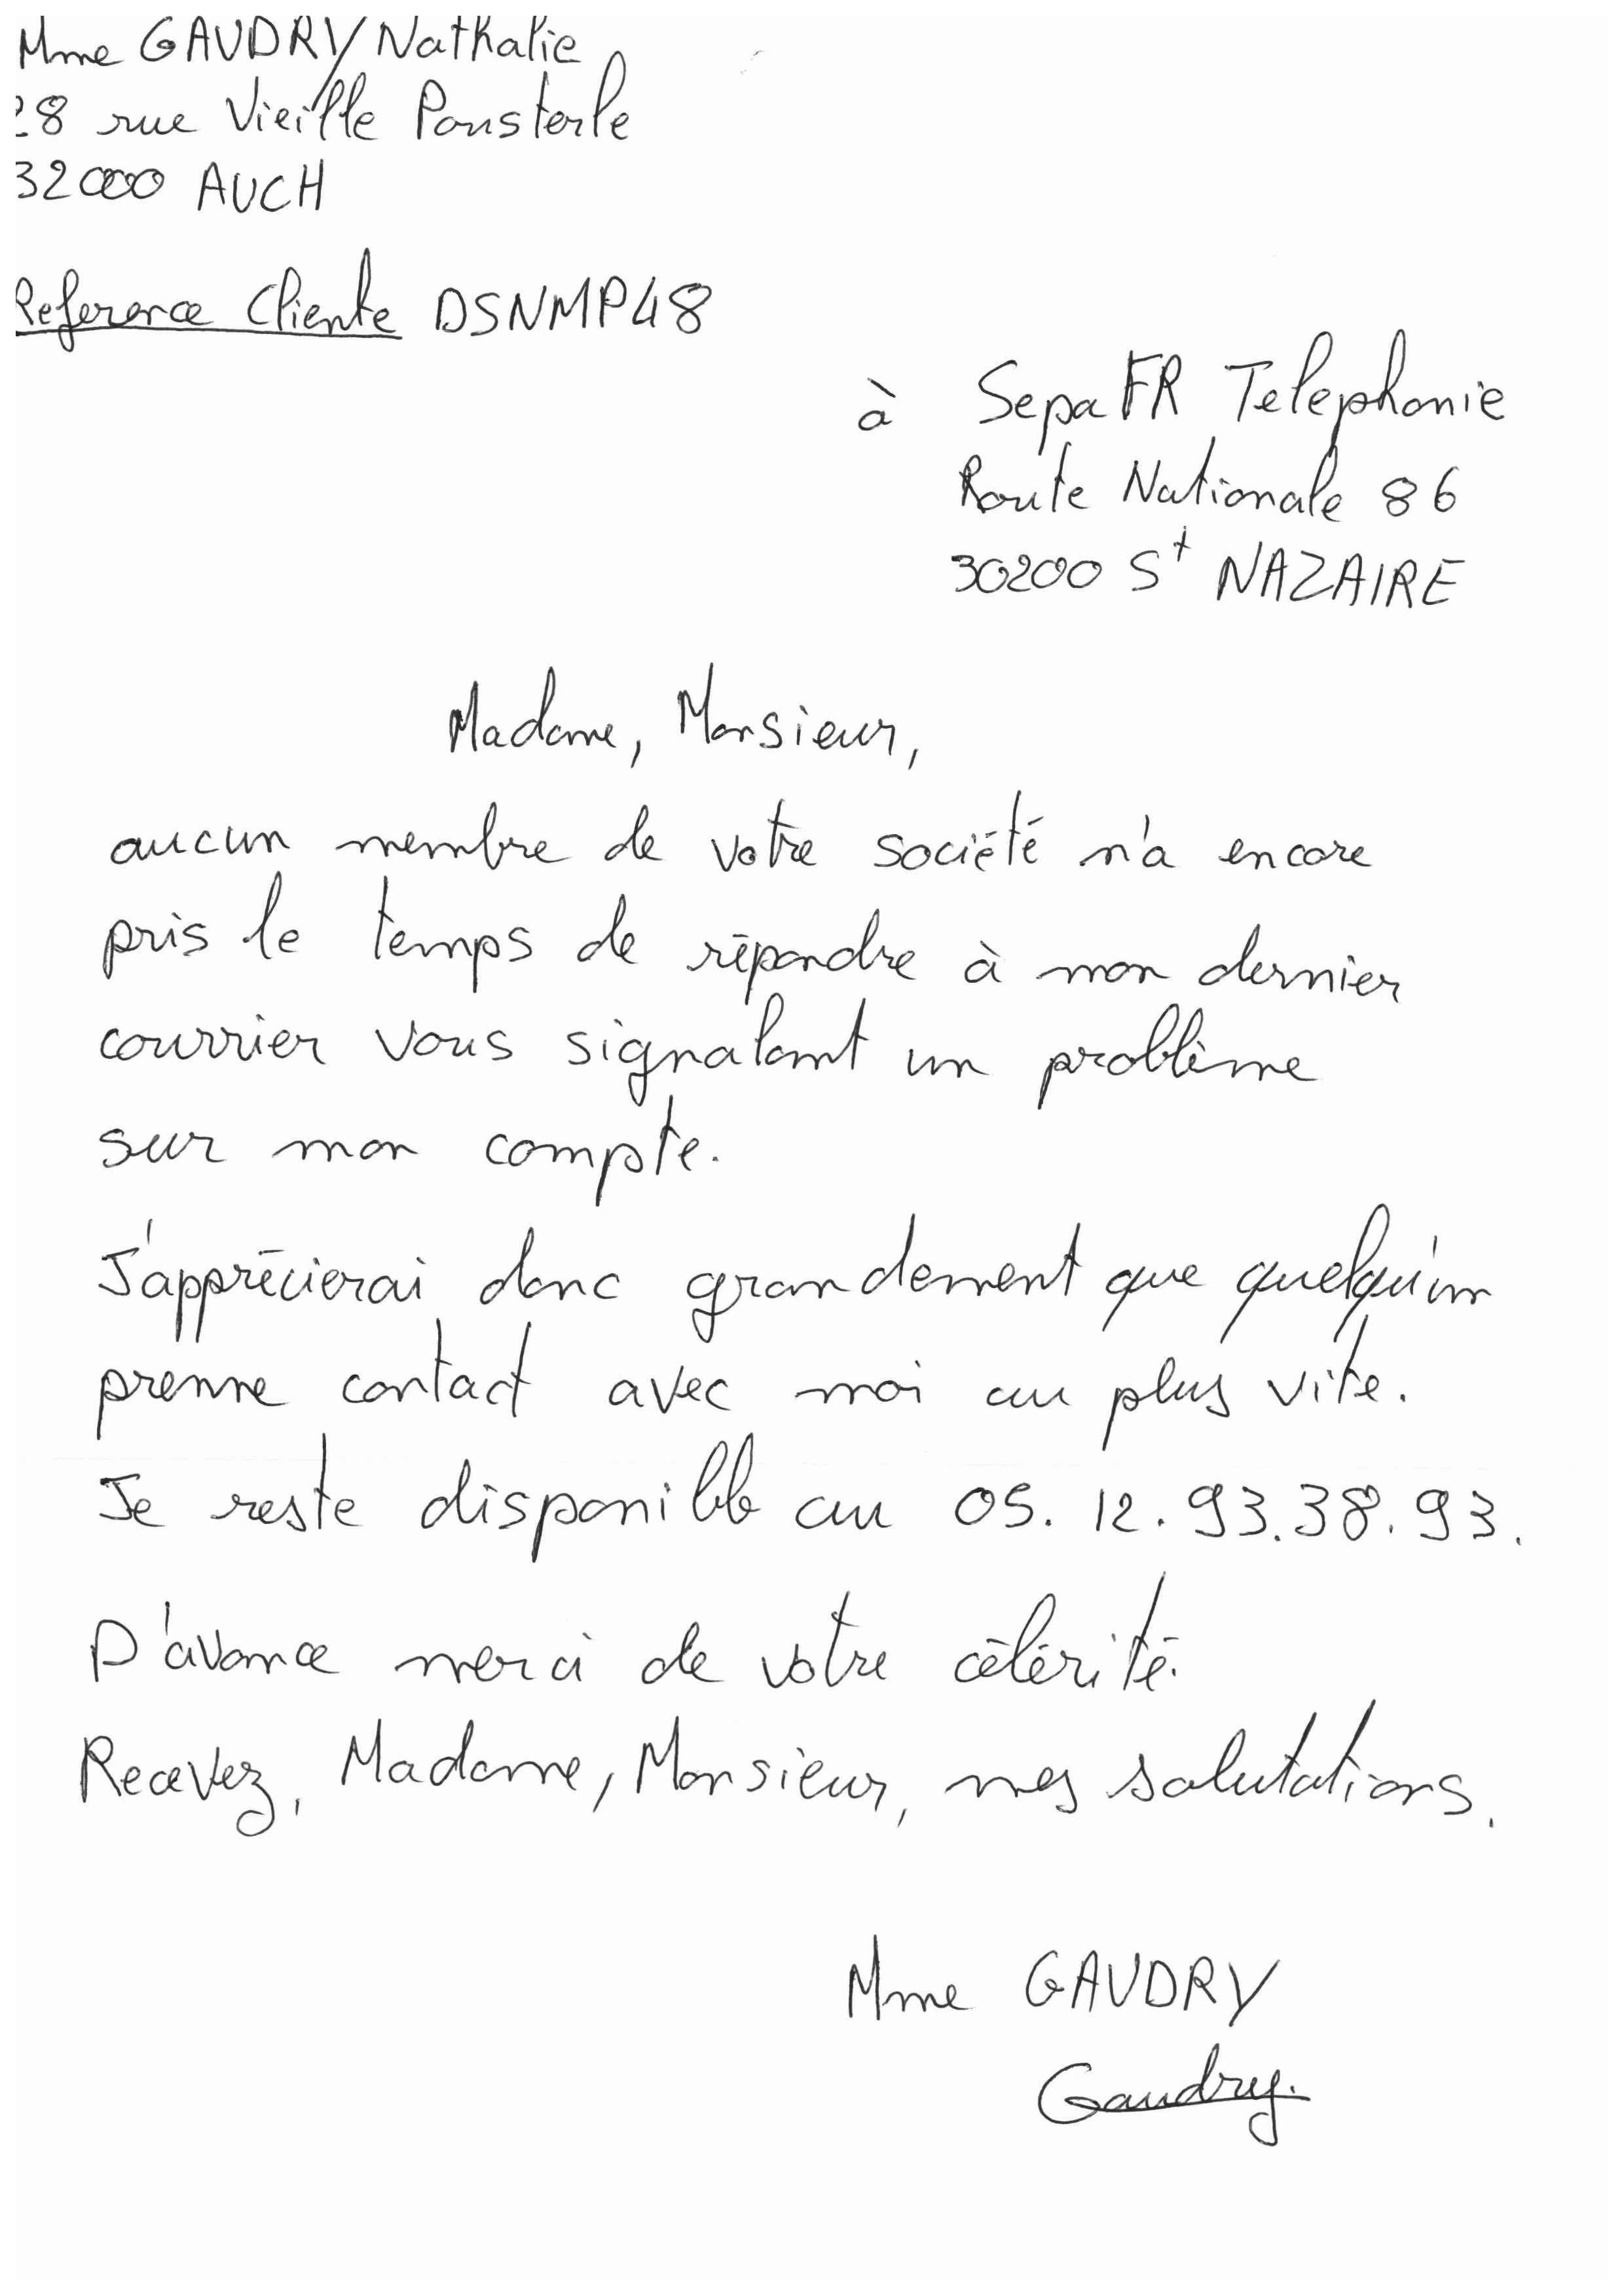 Mme GAUDRY Nathalie
28 rue Vieille Pousterle
32000 AUCH
Reference Cliente DSNMP48
à SepaFR Telephonie
Route Nationale 86
30200 St NAZAIRE
Madame, Monsieur,
aucun membre de votre société n'a encore
pris le temps de répondre à mon dernier
courrier vous signalant un problème
sur mon compte.
J'apprécierai donc grandement que quelqu'un
prenne contact avec moi au plus vite.
Je reste disponible au 05.12.93.38.93.
D'avance merci de votre célérité.
Recevez, Madame, Monsieur, mes salutations.
Mme GAUDRY
Gaudry.